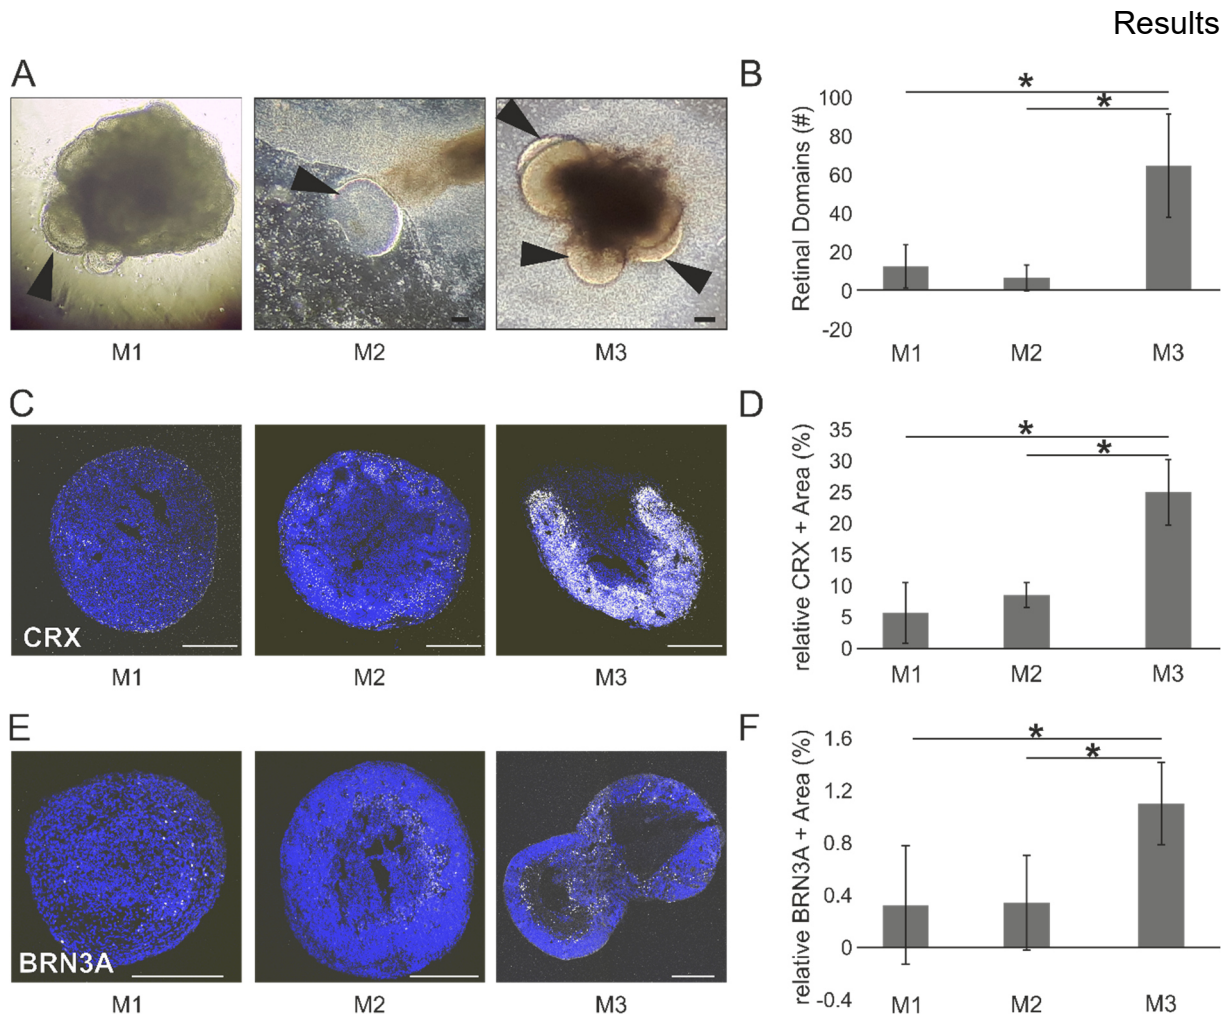 Results
A
M1
M2
M3
B
Retinal Domains (#)
100
80
60
40
20
0
-20
*
*
M1
M2
M3
C
CRX
M1
M2
M3
D
relative CRX + Area (%)
35
30
25
20
15
10
5
0
*
*
M1
M2
M3
E
BRN3A
M1
M2
M3
F
relative BRN3A + Area (%)
1.6
1.2
0.8
0.4
0
-0.4
*
*
M1
M2
M3